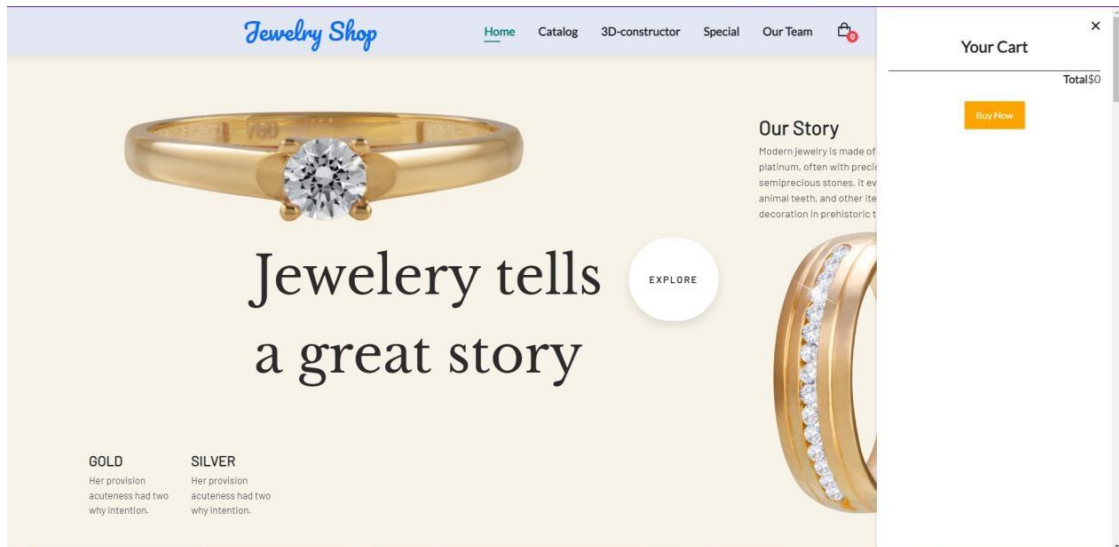 Jewelry Shop
Home Catalog 3D-constructor Special Our Team 0
×
Your Cart
Total $0
Buy Now
750
Our Story
Modern jewelry is made of
platinum, often with
semiprecious stones, it
animal teeth, and other
decoration in prehistoric
Jewelery tells
a great story
EXPLORE
GOLD
Her provision
acuteness had two
why intention.
SILVER
Her provision
acuteness had two
why intention.